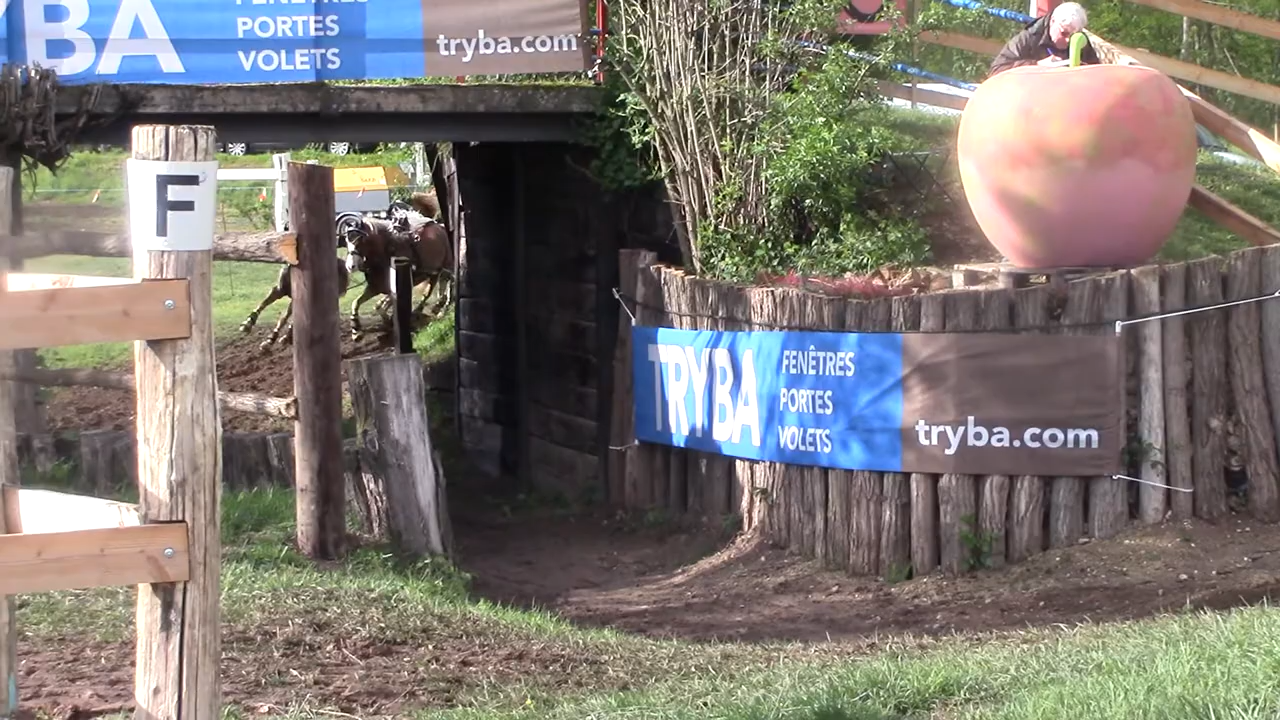 BA
FENÊTRES
PORTES
VOLETS
tryba.com
F
TRYBA
FENÊTRES
PORTES
VOLETS
tryba.com